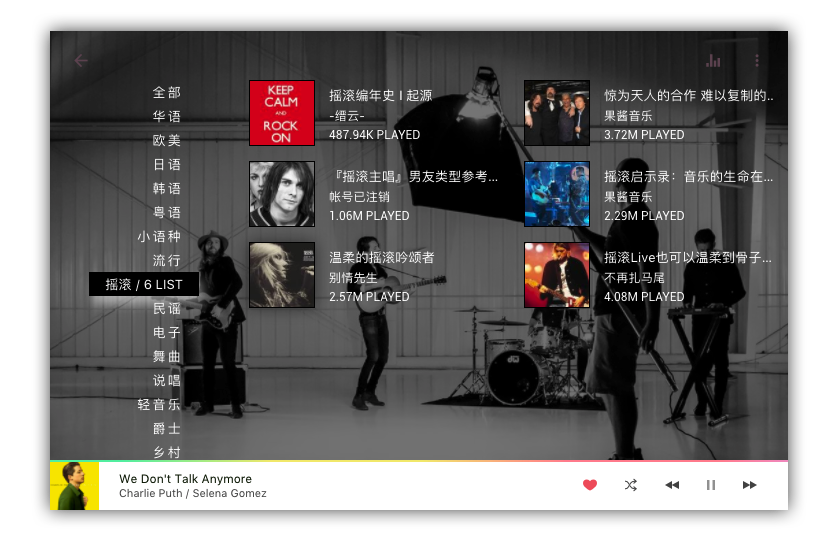 全部
华语
欧美
日语
韩语
粤语
小语种
流行
摇滚 / 6 LIST
民谣
电子
舞曲
说唱
轻音乐
爵士
乡村
KEEP
CALM
AND
ROCK
ON
摇滚编年史 I 起源
-缙云-
487.94K PLAYED
惊为天人的合作 难以复制的..
果酱音乐
3.72M PLAYED
『摇滚主唱』男友类型参考...
帐号已注销
1.06M PLAYED
摇滚启示录：音乐的生命在...
果酱音乐
2.29M PLAYED
温柔的摇滚吟颂者
别情先生
2.57M PLAYED
摇滚Live也可以温柔到骨子...
不再扎马尾
4.08M PLAYED
We Don't Talk Anymore
Charlie Puth / Selena Gomez